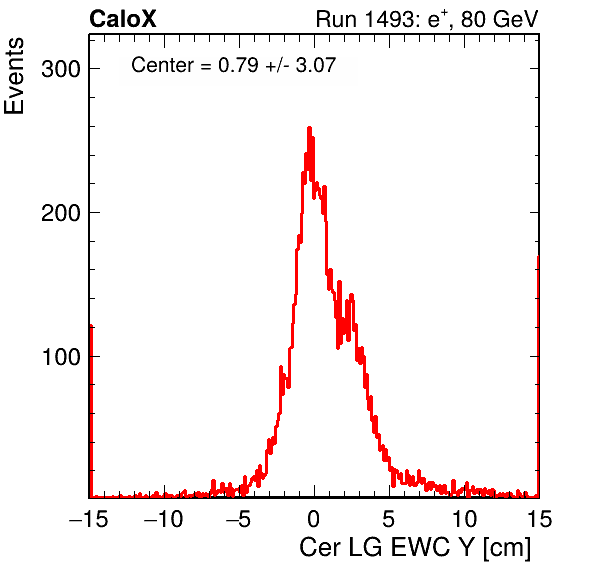 CaloX Run 1493: e⁺, 80 GeV
Center = 0.79 +/- 3.07
Events
300
200
100
−15 −10 −5 0 5 10 15
Cer LG EWC Y [cm]